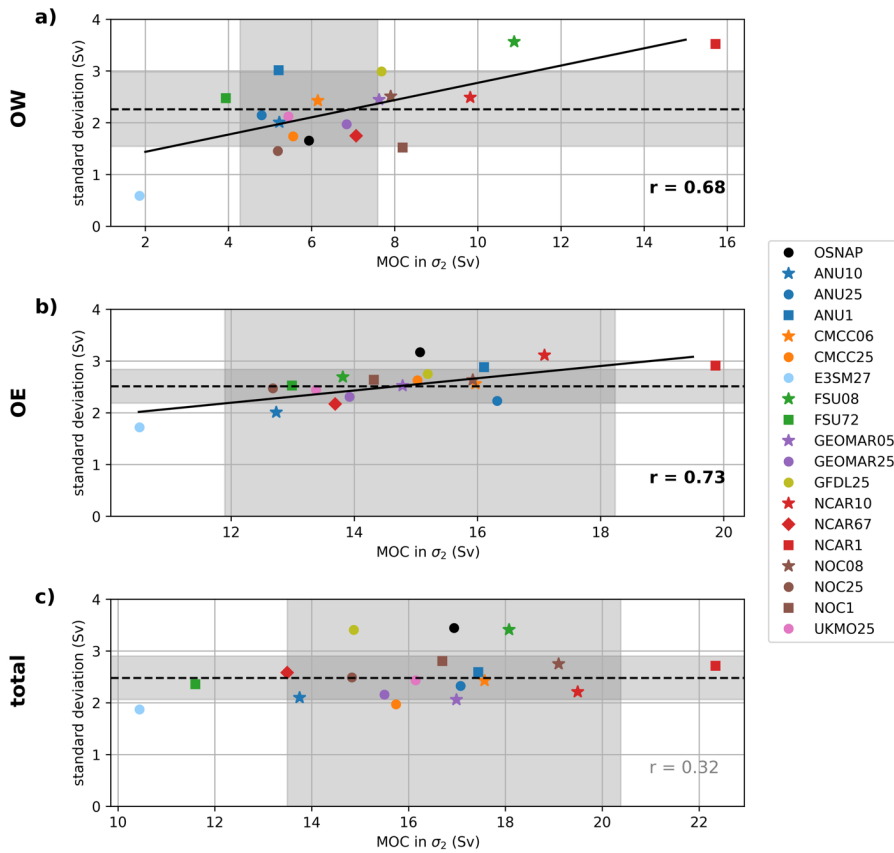 a)
OW
standard deviation (Sv)
4
3
2
1
0
2 4 6 8 10 12 14 16
MOC in σ₂ (Sv)
r = 0.68
b)
OE
standard deviation (Sv)
4
3
2
1
0
12 14 16 18 20
MOC in σ₂ (Sv)
r = 0.73
c)
total
standard deviation (Sv)
4
3
2
1
0
10 12 14 16 18 20 22
MOC in σ₂ (Sv)
r = 0.32
OSNAP
ANU10
ANU25
ANU1
CMCC06
CMCC25
E3SM27
FSU08
FSU72
GEOMAR05
GEOMAR25
GFDL25
NCAR10
NCAR67
NCAR1
NOC08
NOC25
NOC1
UKMO25